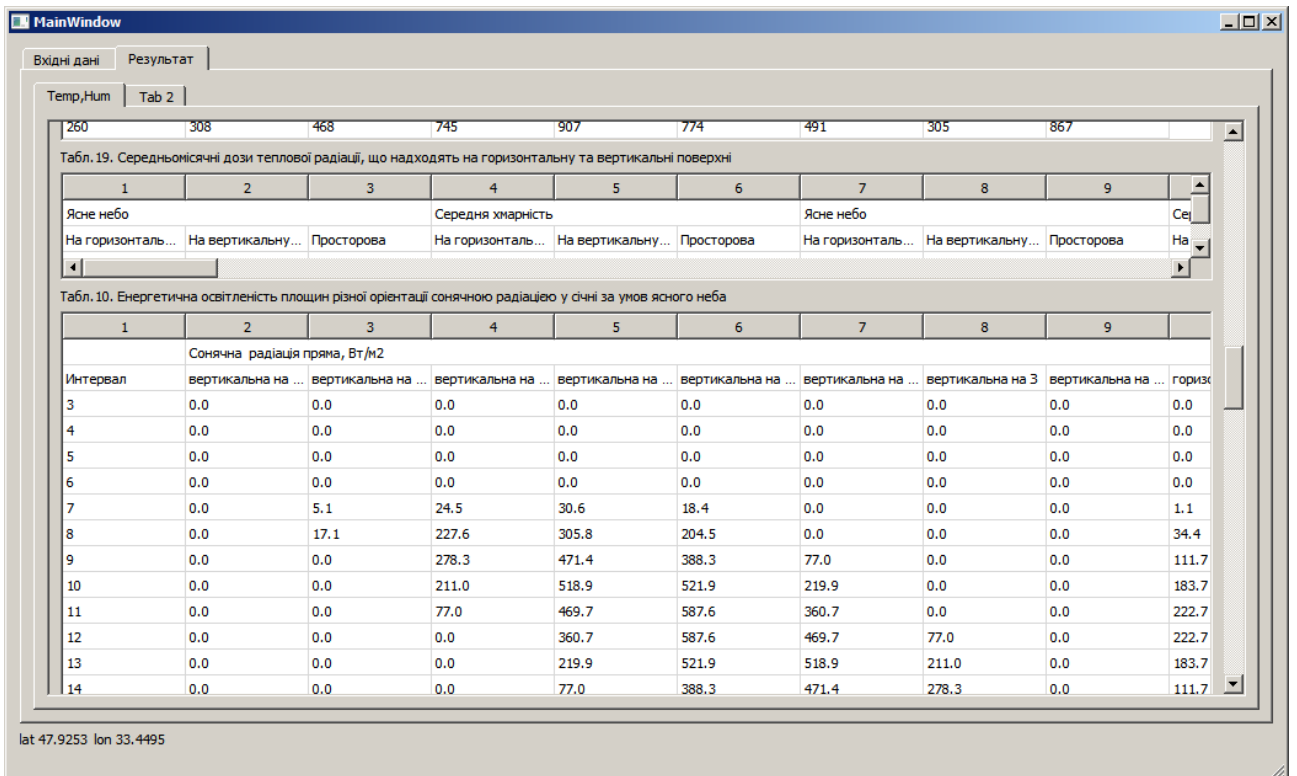 MainWindow
Вхідні дані Результат
Temp,Hum Tab 2
260 308 468 745 907 774 491 305 867
Табл.19. Середньомісячні дози теплової радіації, що надходять на горизонтальну та вертикальні поверхні
1 2 3 4 5 6 7 8 9
Ясне небо Середня хмарність Ясне небо Сер
На горизонталь... На вертикальну... Просторова На горизонталь... На вертикальну... Просторова На горизонталь... На вертикальну... Просторова На
Табл.10. Енергетична освітленість площин різної орієнтації сонячною радіацією у січні за умов ясного неба
1 2 3 4 5 6 7 8 9
Сонячна радіація пряма, Вт/м2
Интервал вертикальна на ... вертикальна на ... вертикальна на ... вертикальна на ... вертикальна на ... вертикальна на ... вертикальна на З вертикальна на ... горизо
3 0.0 0.0 0.0 0.0 0.0 0.0 0.0 0.0 0.0
4 0.0 0.0 0.0 0.0 0.0 0.0 0.0 0.0 0.0
5 0.0 0.0 0.0 0.0 0.0 0.0 0.0 0.0 0.0
6 0.0 0.0 0.0 0.0 0.0 0.0 0.0 0.0 0.0
7 0.0 5.1 24.5 30.6 18.4 0.0 0.0 0.0 1.1
8 0.0 17.1 227.6 305.8 204.5 0.0 0.0 0.0 34.4
9 0.0 0.0 278.3 471.4 388.3 77.0 0.0 0.0 111.7
10 0.0 0.0 211.0 518.9 521.9 219.9 0.0 0.0 183.7
11 0.0 0.0 77.0 469.7 587.6 360.7 0.0 0.0 222.7
12 0.0 0.0 0.0 360.7 587.6 469.7 77.0 0.0 222.7
13 0.0 0.0 0.0 219.9 521.9 518.9 211.0 0.0 183.7
14 0.0 0.0 0.0 77.0 388.3 471.4 278.3 0.0 111.7
lat 47.9253 lon 33.4495